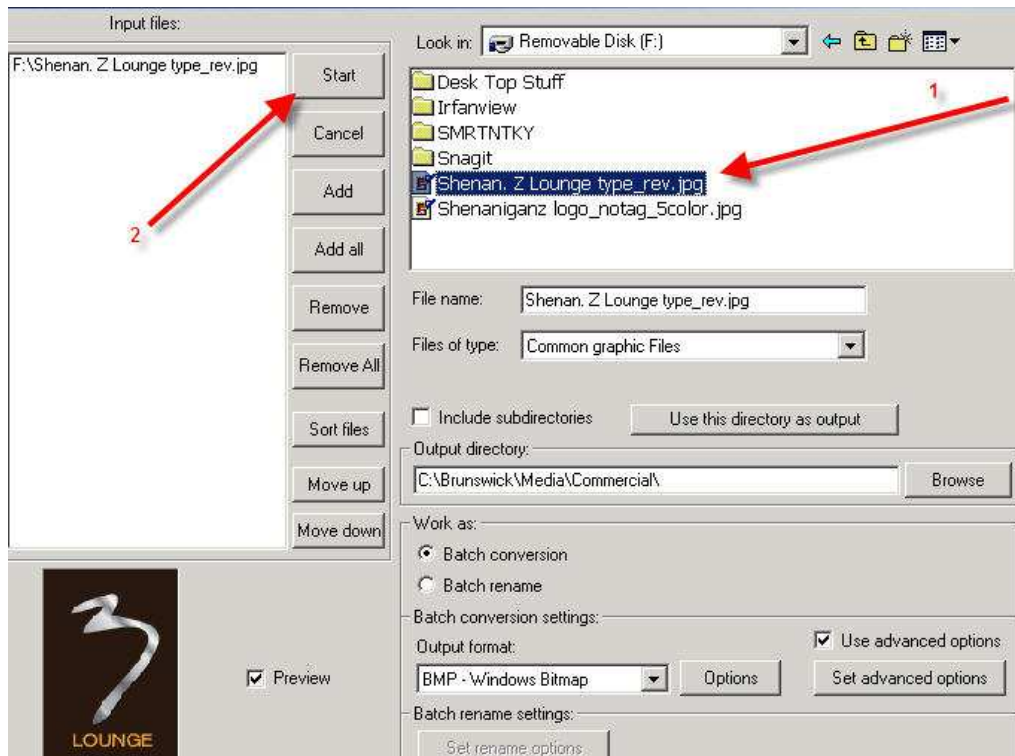 Input files:
F:\Shenan. Z Lounge type_rev.jpg
Start
Cancel
Add
Add all
Remove
Remove All
Sort files
Move up
Move down
1
2
Look in: Removable Disk (F:)
Desk Top Stuff
Irfanview
SMRTNTKY
Snagit
Shenan. Z Lounge type_rev.jpg
Shenaniganz logo_notag_5color.jpg
File name: Shenan. Z Lounge type_rev.jpg
Files of type: Common graphic Files
Include subdirectories Use this directory as output
Output directory:
C:\Brunswick\Media\Commercial\ Browse
Work as:
Batch conversion
Batch rename
Batch conversion settings:
Output format: Use advanced options
BMP - Windows Bitmap Options Set advanced options
Batch rename settings:
Set rename options
LOUNGE
Preview